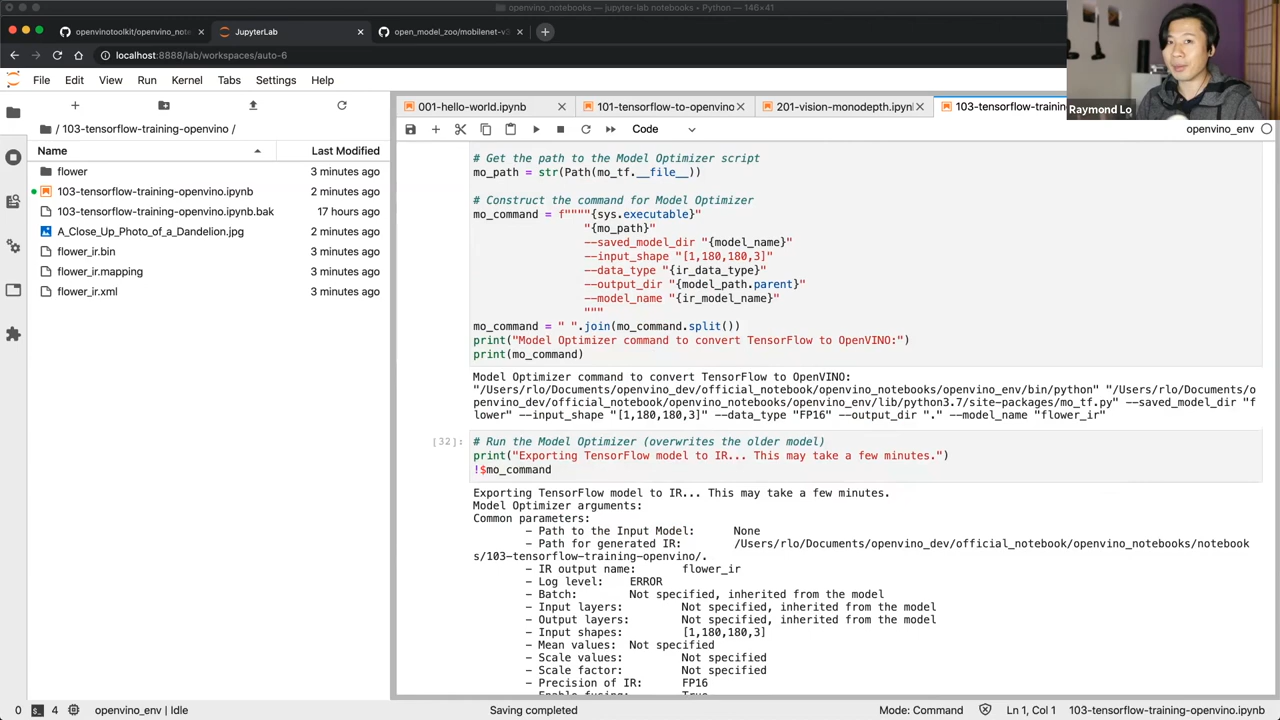 openvino_notebooks — jupyter-lab notebooks • Python — 146×41
openvinotoolkit/openvino_note
JupyterLab
open_model_zoo/mobilenet-v3
localhost:8888/lab/workspaces/auto-6
File Edit View Run Kernel Tabs Settings Help
Raymond Lo
/ 103-tensorflow-training-openvino /
Name Last Modified
flower 3 minutes ago
103-tensorflow-training-openvino.ipynb 2 minutes ago
103-tensorflow-training-openvino.ipynb.bak 17 hours ago
A_Close_Up_Photo_of_a_Dandelion.jpg 2 minutes ago
flower_ir.bin 3 minutes ago
flower_ir.mapping 3 minutes ago
flower_ir.xml 3 minutes ago
001-hello-world.ipynb
101-tensorflow-to-openvino
201-vision-monodepth.ipyn
103-tensorflow-training
Code
openvino_env
# Get the path to the Model Optimizer script
mo_path = str(Path(mo_tf.__file__))
# Construct the command for Model Optimizer
mo_command = f""""{sys.executable}"
"{mo_path}"
--saved_model_dir "{model_name}"
--input_shape "[1,180,180,3]"
--data_type "{ir_data_type}"
--output_dir "{model_path.parent}"
--model_name "{ir_model_name}"
"""
mo_command = " ".join(mo_command.split())
print("Model Optimizer command to convert TensorFlow to OpenVINO:")
print(mo_command)
Model Optimizer command to convert TensorFlow to OpenVINO:
"/Users/rlo/Documents/openvino_dev/official_notebook/openvino_notebooks/openvino_env/bin/python" "/Users/rlo/Documents/o
penvino_dev/official_notebook/openvino_notebooks/openvino_env/lib/python3.7/site-packages/mo_tf.py" --saved_model_dir "f
lower" --input_shape "[1,180,180,3]" --data_type "FP16" --output_dir "." --model_name "flower_ir"
[32]:
# Run the Model Optimizer (overwrites the older model)
print("Exporting TensorFlow model to IR... This may take a few minutes.")
!$mo_command
Exporting TensorFlow model to IR... This may take a few minutes.
Model Optimizer arguments:
Common parameters:
- Path to the Input Model: None
- Path for generated IR: /Users/rlo/Documents/openvino_dev/official_notebook/openvino_notebooks/notebook
s/103-tensorflow-training-openvino/.
- IR output name: flower_ir
- Log level: ERROR
- Batch: Not specified, inherited from the model
- Input layers: Not specified, inherited from the model
- Output layers: Not specified, inherited from the model
- Input shapes: [1,180,180,3]
- Mean values: Not specified
- Scale values: Not specified
- Scale factor: Not specified
- Precision of IR: FP16
- Enable fusing: True
0 4 openvino_env | Idle Saving completed Mode: Command Ln 1, Col 1 103-tensorflow-training-openvino.ipynb